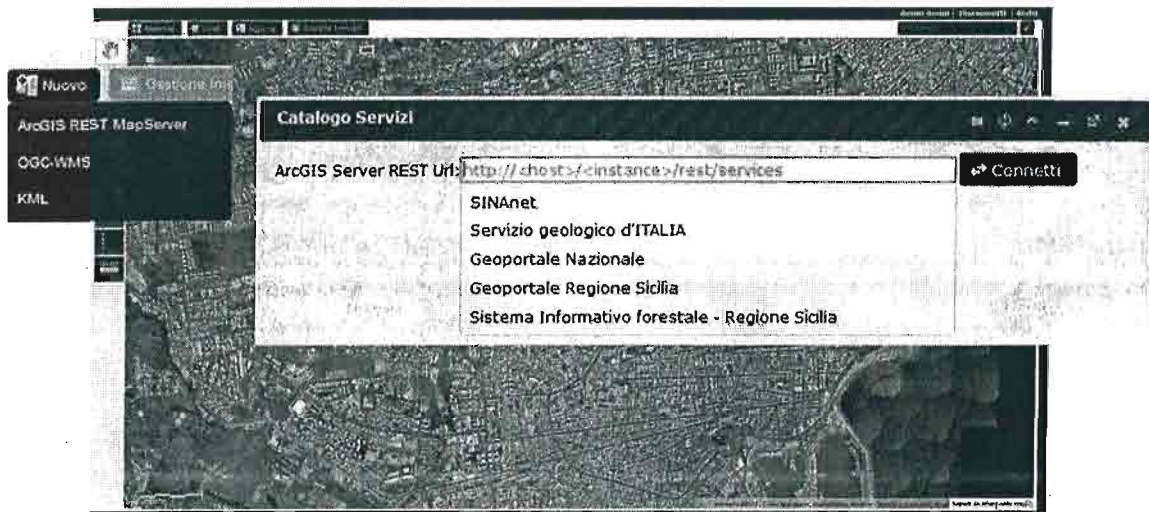 Nuovo
Gestione
ArcGIS REST MapServer
OGC-WMS
KML
Catalogo Servizi
ArcGIS Server REST Url: http://<host>/<instance>/rest/services
Connetti
SINAnet
Servizio geologico d'ITALIA
Geoportale Nazionale
Geoportale Regione Sicilia
Sistema Informativo forestale - Regione Sicilia